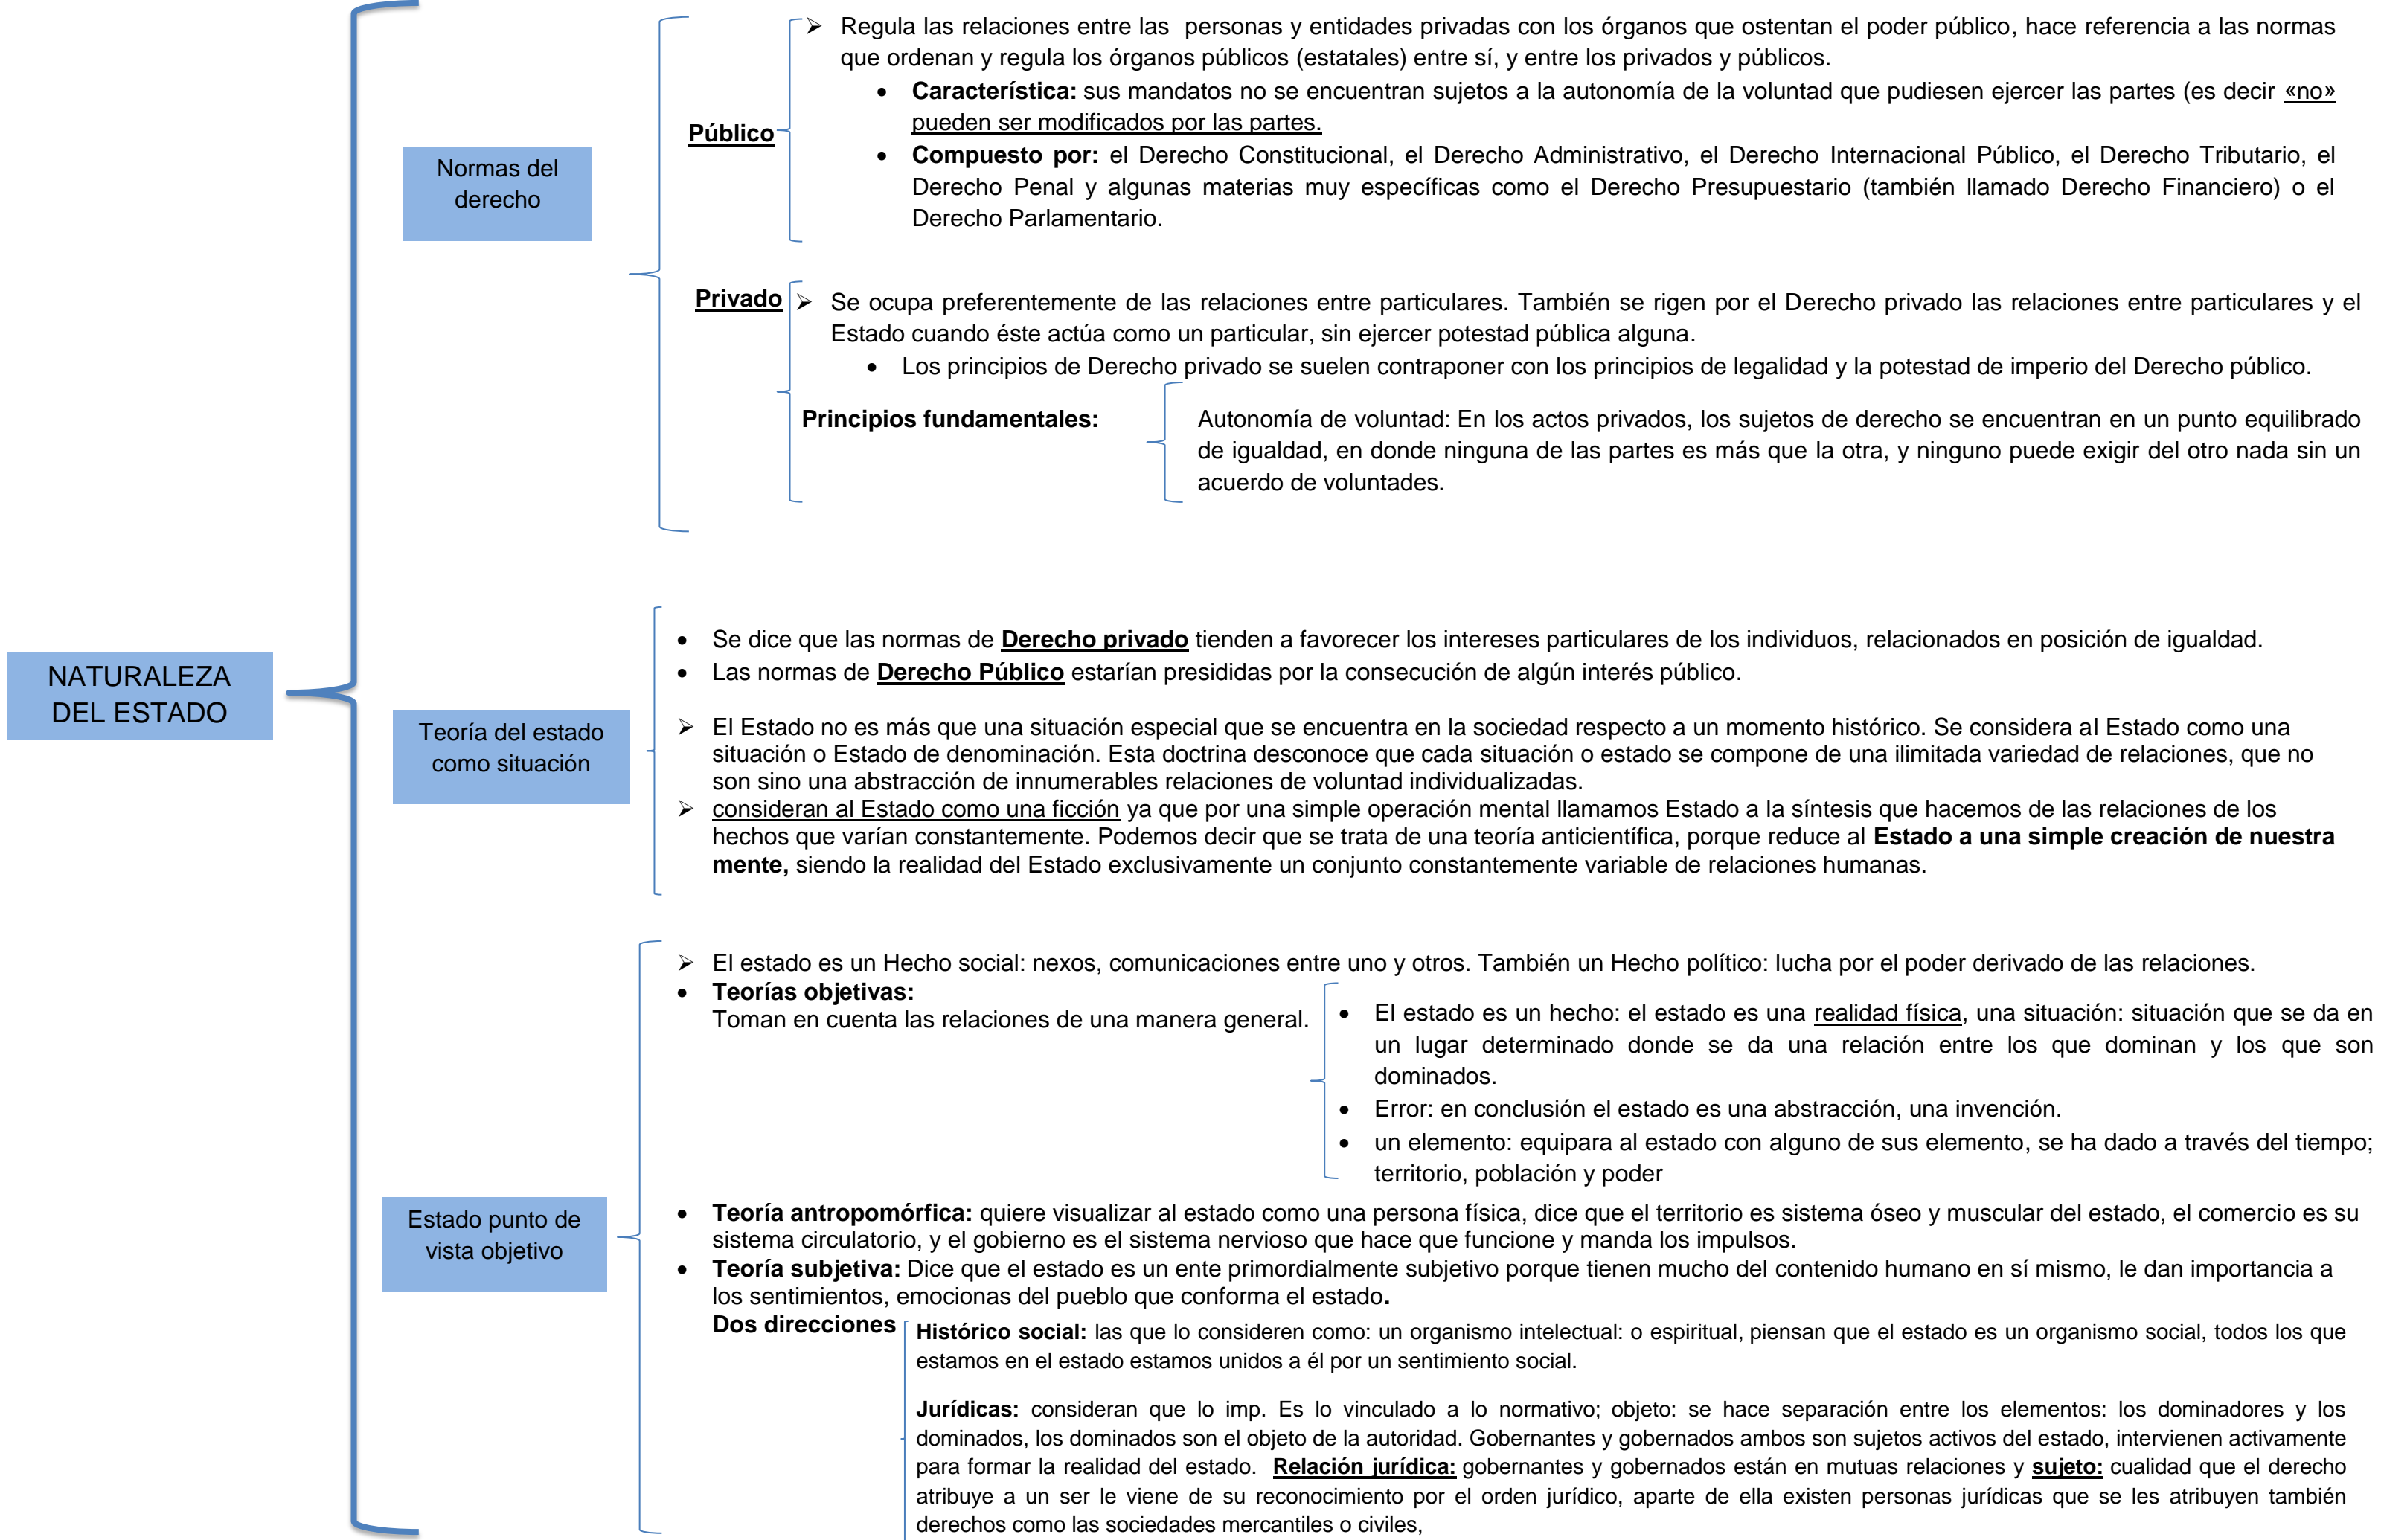 NATURALEZA
DEL ESTADO
Normas del
derecho
Público
➢ Regula las relaciones entre las personas y entidades privadas con los órganos que ostentan el poder público, hace referencia a las normas
que ordenan y regula los órganos públicos (estatales) entre sí, y entre los privados y públicos.
• Característica: sus mandatos no se encuentran sujetos a la autonomía de la voluntad que pudiesen ejercer las partes (es decir «no»
pueden ser modificados por las partes.
• Compuesto por: el Derecho Constitucional, el Derecho Administrativo, el Derecho Internacional Público, el Derecho Tributario, el
Derecho Penal y algunas materias muy específicas como el Derecho Presupuestario (también llamado Derecho Financiero) o el
Derecho Parlamentario.
Privado
➢ Se ocupa preferentemente de las relaciones entre particulares. También se rigen por el Derecho privado las relaciones entre particulares y el
Estado cuando éste actúa como un particular, sin ejercer potestad pública alguna.
• Los principios de Derecho privado se suelen contraponer con los principios de legalidad y la potestad de imperio del Derecho público.
Principios fundamentales:
Autonomía de voluntad: En los actos privados, los sujetos de derecho se encuentran en un punto equilibrado
de igualdad, en donde ninguna de las partes es más que la otra, y ninguno puede exigir del otro nada sin un
acuerdo de voluntades.
Teoría del estado
como situación
• Se dice que las normas de Derecho privado tienden a favorecer los intereses particulares de los individuos, relacionados en posición de igualdad.
• Las normas de Derecho Público estarían presididas por la consecución de algún interés público.
➢ El Estado no es más que una situación especial que se encuentra en la sociedad respecto a un momento histórico. Se considera al Estado como una
situación o Estado de denominación. Esta doctrina desconoce que cada situación o estado se compone de una ilimitada variedad de relaciones, que no
son sino una abstracción de innumerables relaciones de voluntad individualizadas.
➢ consideran al Estado como una ficción ya que por una simple operación mental llamamos Estado a la síntesis que hacemos de las relaciones de los
hechos que varían constantemente. Podemos decir que se trata de una teoría anticientífica, porque reduce al Estado a una simple creación de nuestra
mente, siendo la realidad del Estado exclusivamente un conjunto constantemente variable de relaciones humanas.
Estado punto de
vista objetivo
➢ El estado es un Hecho social: nexos, comunicaciones entre uno y otros. También un Hecho político: lucha por el poder derivado de las relaciones.
• Teorías objetivas:
Toman en cuenta las relaciones de una manera general.
• El estado es un hecho: el estado es una realidad física, una situación: situación que se da en
un lugar determinado donde se da una relación entre los que dominan y los que son
dominados.
• Error: en conclusión el estado es una abstracción, una invención.
• un elemento: equipara al estado con alguno de sus elemento, se ha dado a través del tiempo;
territorio, población y poder
• Teoría antropomórfica: quiere visualizar al estado como una persona física, dice que el territorio es sistema óseo y muscular del estado, el comercio es su
sistema circulatorio, y el gobierno es el sistema nervioso que hace que funcione y manda los impulsos.
• Teoría subjetiva: Dice que el estado es un ente primordialmente subjetivo porque tienen mucho del contenido humano en sí mismo, le dan importancia a
los sentimientos, emocionas del pueblo que conforma el estado.
Dos direcciones
Histórico social: las que lo consideren como: un organismo intelectual: o espiritual, piensan que el estado es un organismo social, todos los que
estamos en el estado estamos unidos a él por un sentimiento social.
Jurídicas: consideran que lo imp. Es lo vinculado a lo normativo; objeto: se hace separación entre los elementos: los dominadores y los
dominados, los dominados son el objeto de la autoridad. Gobernantes y gobernados ambos son sujetos activos del estado, intervienen activamente
para formar la realidad del estado. Relación jurídica: gobernantes y gobernados están en mutuas relaciones y sujeto: cualidad que el derecho
atribuye a un ser le viene de su reconocimiento por el orden jurídico, aparte de ella existen personas jurídicas que se les atribuyen también
derechos como las sociedades mercantiles o civiles,